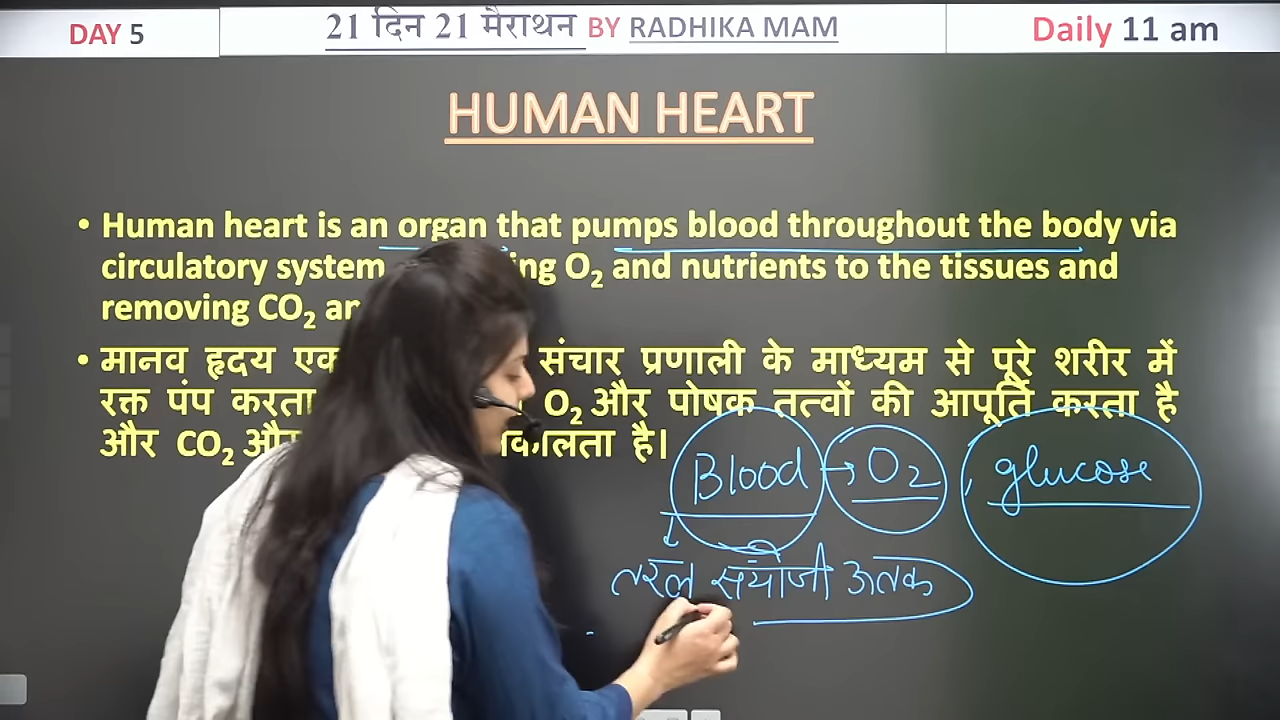 DAY 5
21 दिन 21 मैराथन BY RADHIKA MAM
Daily 11 am
HUMAN HEART
• Human heart is an organ that pumps blood throughout the body via
circulatory system ing O₂ and nutrients to the tissues and
removing CO₂ an
• मानव हृदय एक संचार प्रणाली के माध्यम से पूरे शरीर में
रक्त पंप करता O₂ और पोषक तत्वों की आपूर्ति करता है
और CO₂ और कालता है।
Blood → O₂ glucose
तरल संयोजी ऊतक